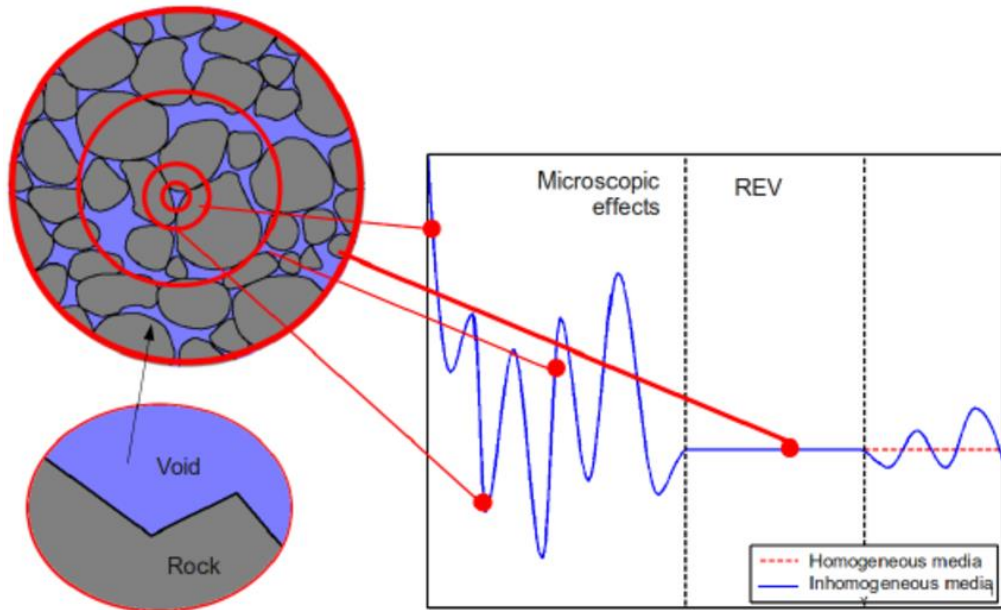 Microscopic
effects
REV
Void
Rock
Homogeneous media
Inhomogeneous media